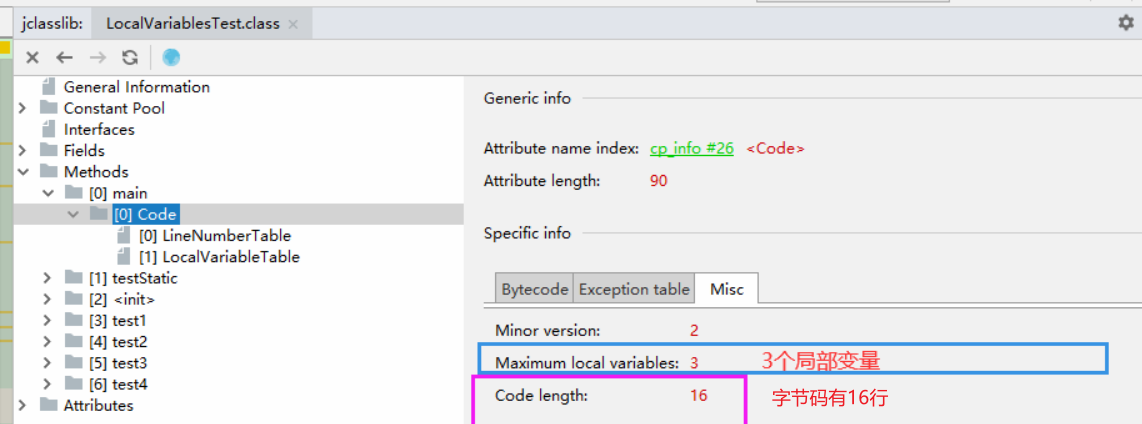 jclasslib: LocalVariablesTest.class
General Information
Constant Pool
Interfaces
Fields
Methods
[0] main
[0] Code
[0] LineNumberTable
[1] LocalVariableTable
[1] testStatic
[2] <init>
[3] test1
[4] test2
[5] test3
[6] test4
Attributes
Generic info
Attribute name index: cp_info #26 <Code>
Attribute length: 90
Specific info
Bytecode Exception table Misc
Minor version: 2
Maximum local variables: 3 3个局部变量
Code length: 16 字节码有16行